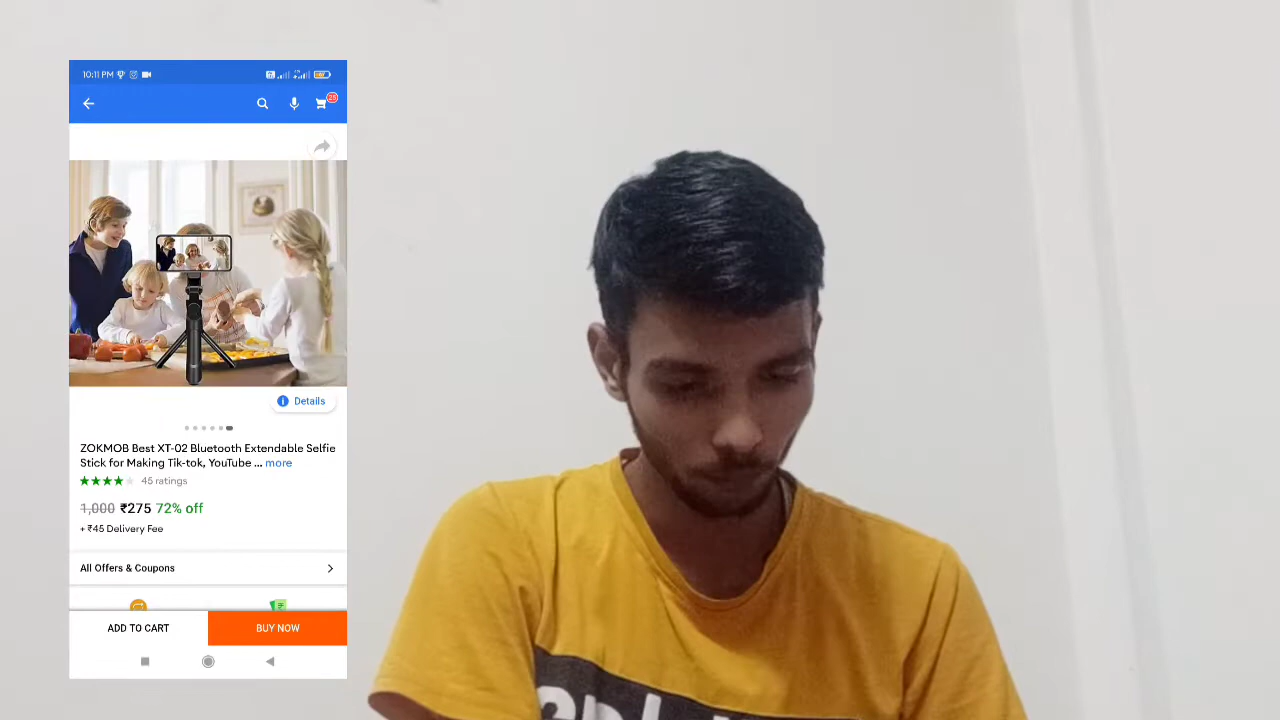 10:11 PM
25
Details
ZOKMOB Best XT-02 Bluetooth Extendable Selfie
Stick for Making Tik-tok, YouTube ... more
45 ratings
1,000 ₹275 72% off
+ ₹45 Delivery Fee
All Offers & Coupons
ADD TO CART
BUY NOW